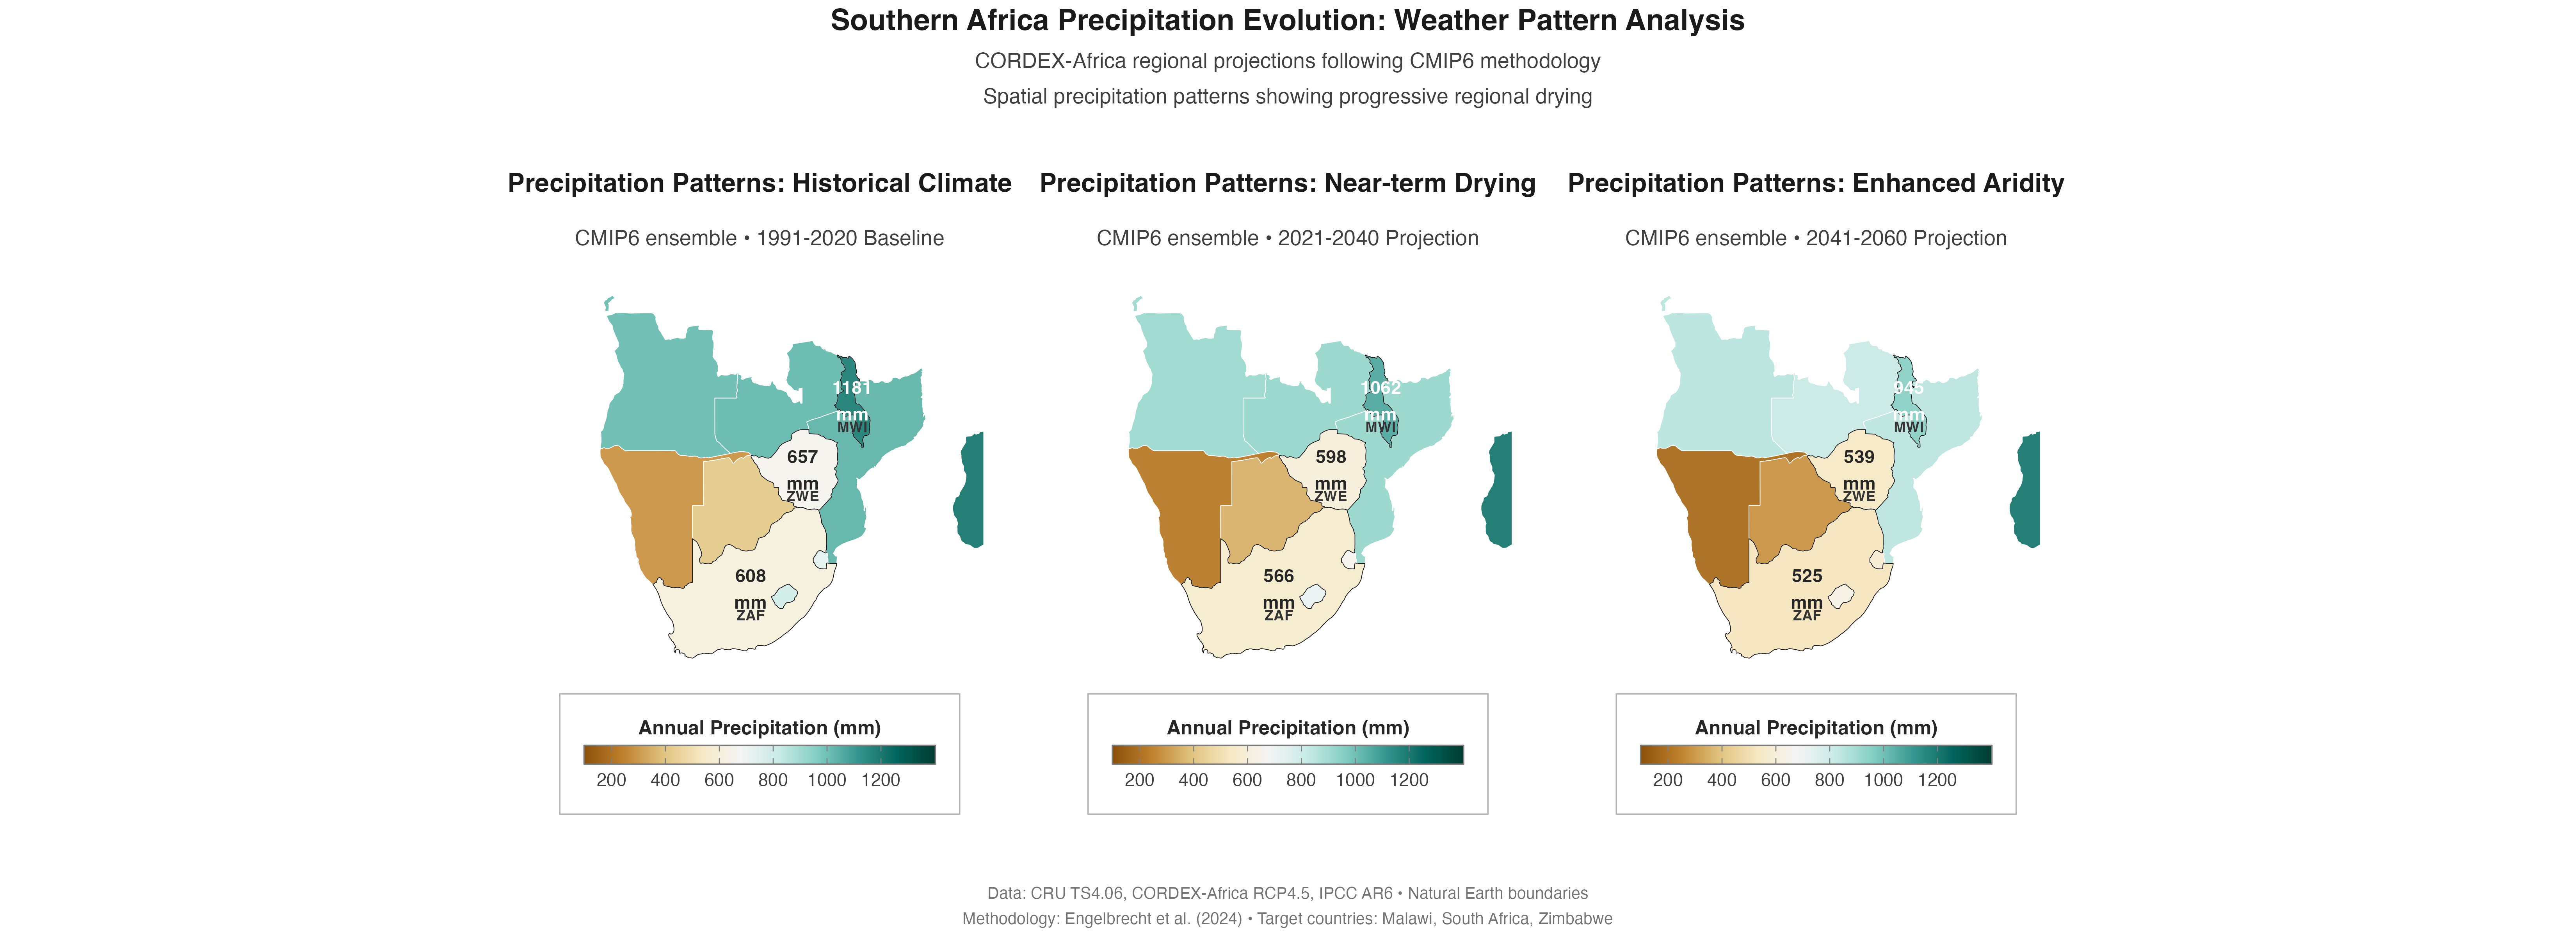 Southern Africa Precipitation Evolution: Weather Pattern Analysis
CORDEX-Africa regional projections following CMIP6 methodology
Spatial precipitation patterns showing progressive regional drying
Precipitation Patterns: Historical Climate
CMIP6 ensemble • 1991-2020 Baseline
1181
mm
MWI
657
mm
ZWE
608
mm
ZAF
Annual Precipitation (mm)
200 400 600 800 1000 1200
Precipitation Patterns: Near-term Drying
CMIP6 ensemble • 2021-2040 Projection
1062
mm
MWI
598
mm
ZWE
566
mm
ZAF
Annual Precipitation (mm)
200 400 600 800 1000 1200
Precipitation Patterns: Enhanced Aridity
CMIP6 ensemble • 2041-2060 Projection
945
mm
MWI
539
mm
ZWE
525
mm
ZAF
Annual Precipitation (mm)
200 400 600 800 1000 1200
Data: CRU TS4.06, CORDEX-Africa RCP4.5, IPCC AR6 • Natural Earth boundaries
Methodology: Engelbrecht et al. (2024) • Target countries: Malawi, South Africa, Zimbabwe